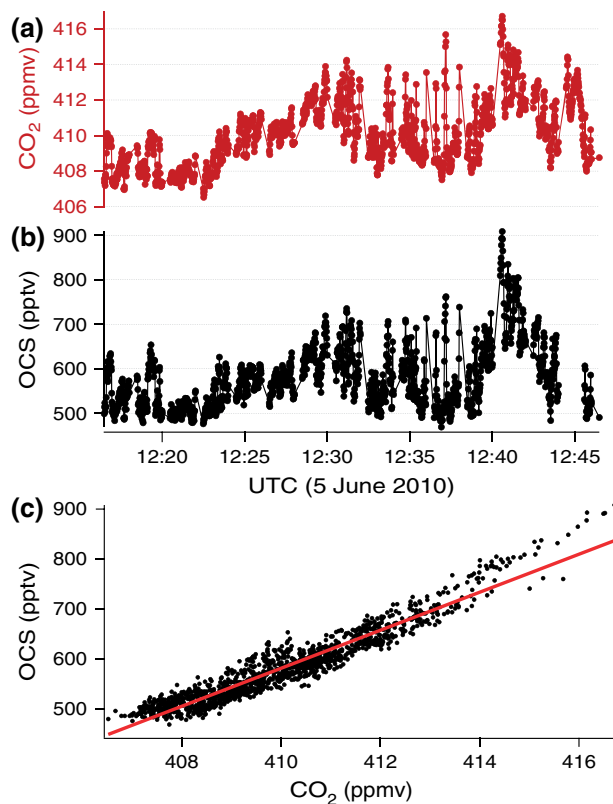 (a)
416
414
412
410
408
406
CO2 (ppmv)
(b)
900
800
700
600
500
OCS (pptv)
12:20 12:25 12:30 12:35 12:40 12:45
UTC (5 June 2010)
(c)
900
800
700
600
500
OCS (pptv)
408 410 412 414 416
CO2 (ppmv)